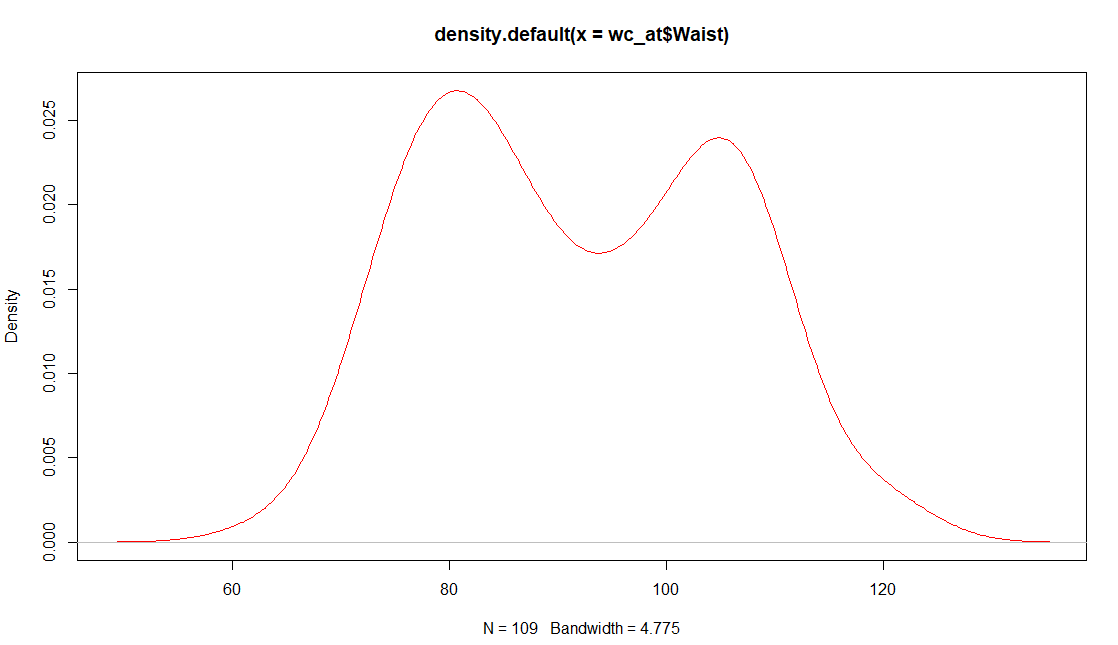 density.default(x = wc_at$Waist)
Density
0.025
0.020
0.015
0.010
0.005
0.000
60 80 100 120
N = 109 Bandwidth = 4.775